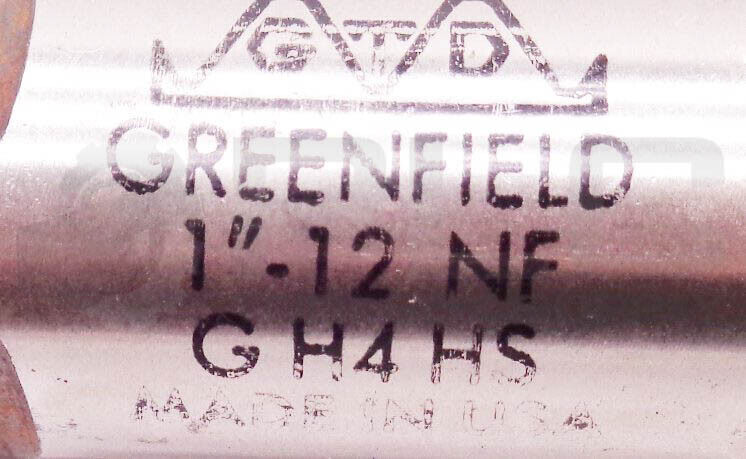 GTD
GREENFIELD
1"-12 NF
G H4 HS
MADE IN USA